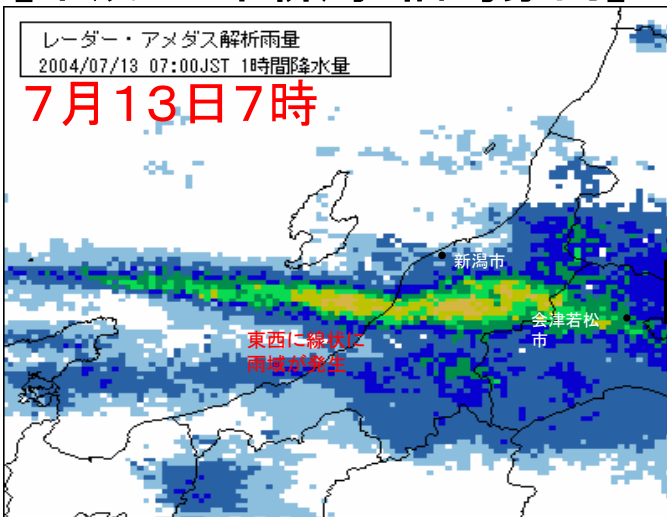 レーダー・アメダス解析雨量
2004/07/13 07:00JST 1時間降水量
7月13日7時
新潟市
会津若松
市
東西に線状に
雨域が発生